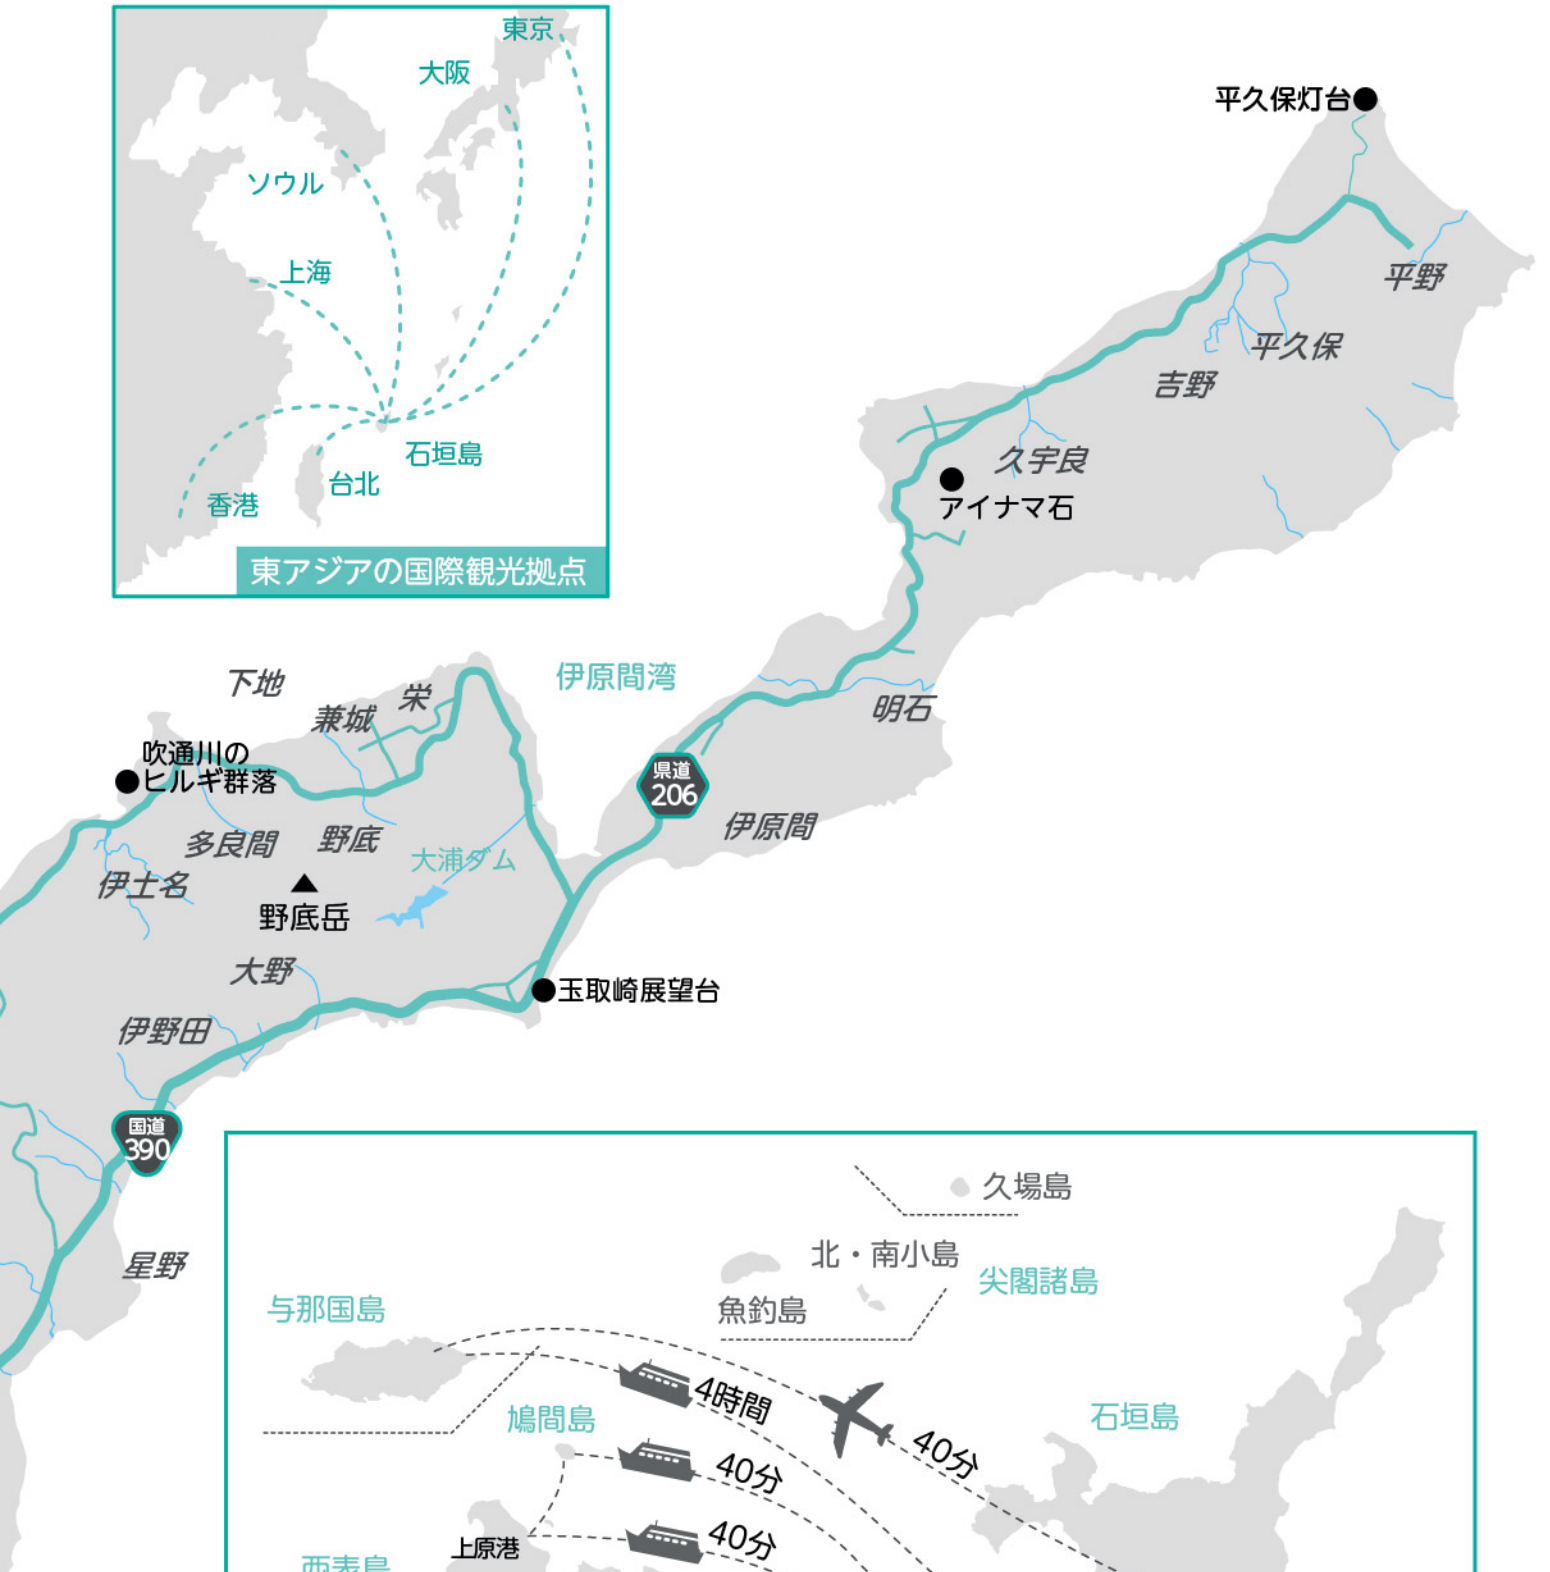 東京
大阪
ソウル
上海
石垣島
台北
香港
東アジアの国際観光拠点
平久保灯台
平野
平久保
吉野
久宇良
アイナマ石
伊原間湾
明石
下地
栄
兼城
吹通川の
ヒルギ群落
県道
206
伊原間
多良間
野底
大浦ダム
伊土名
野底岳
大野
玉取崎展望台
伊野田
国道
390
星野
久場島
北・南小島
尖閣諸島
魚釣島
与那国島
4時間
鳩間島
石垣島
40分
40分
上原港
40分
西表島